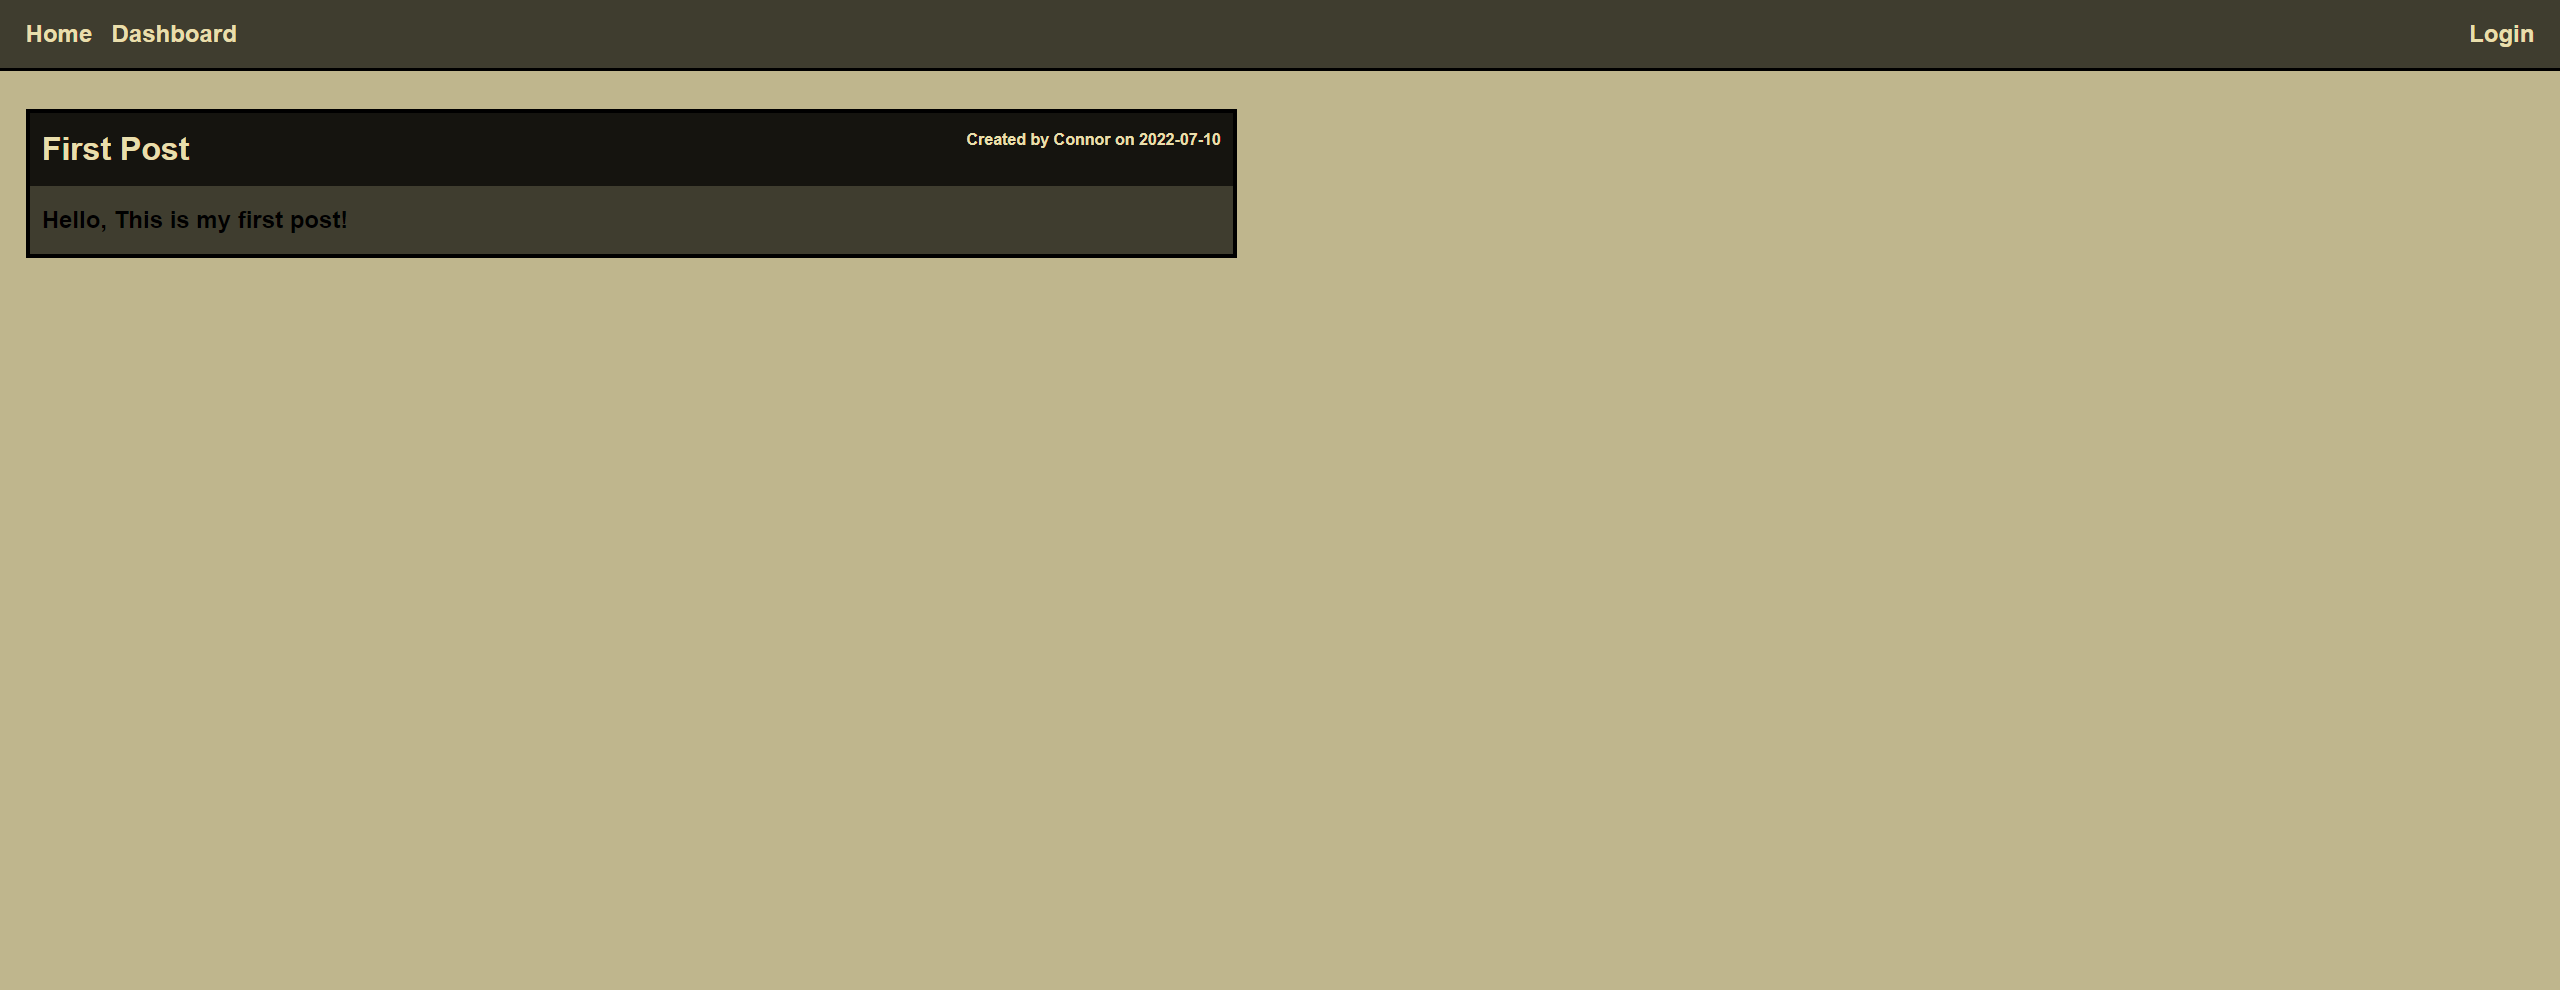 Home Dashboard Login
First Post Created by Connor on 2022-07-10
Hello, This is my first post!